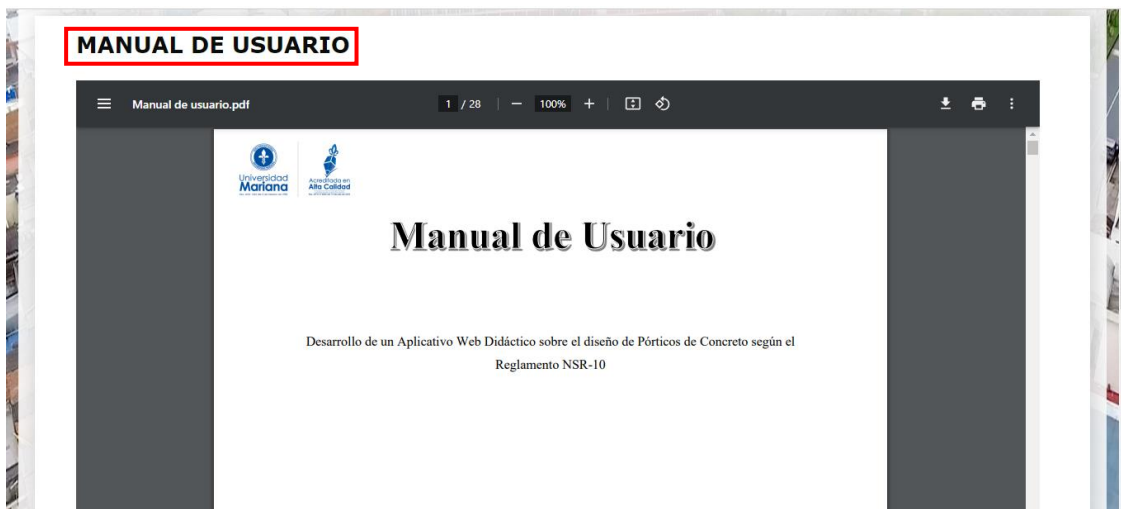 MANUAL DE USUARIO
Manual de usuario.pdf
1 / 28
100%
Universidad
Mariana
Acreditada en
Alta Calidad
Manual de Usuario
Desarrollo de un Aplicativo Web Didáctico sobre el diseño de Pórticos de Concreto según el
Reglamento NSR-10